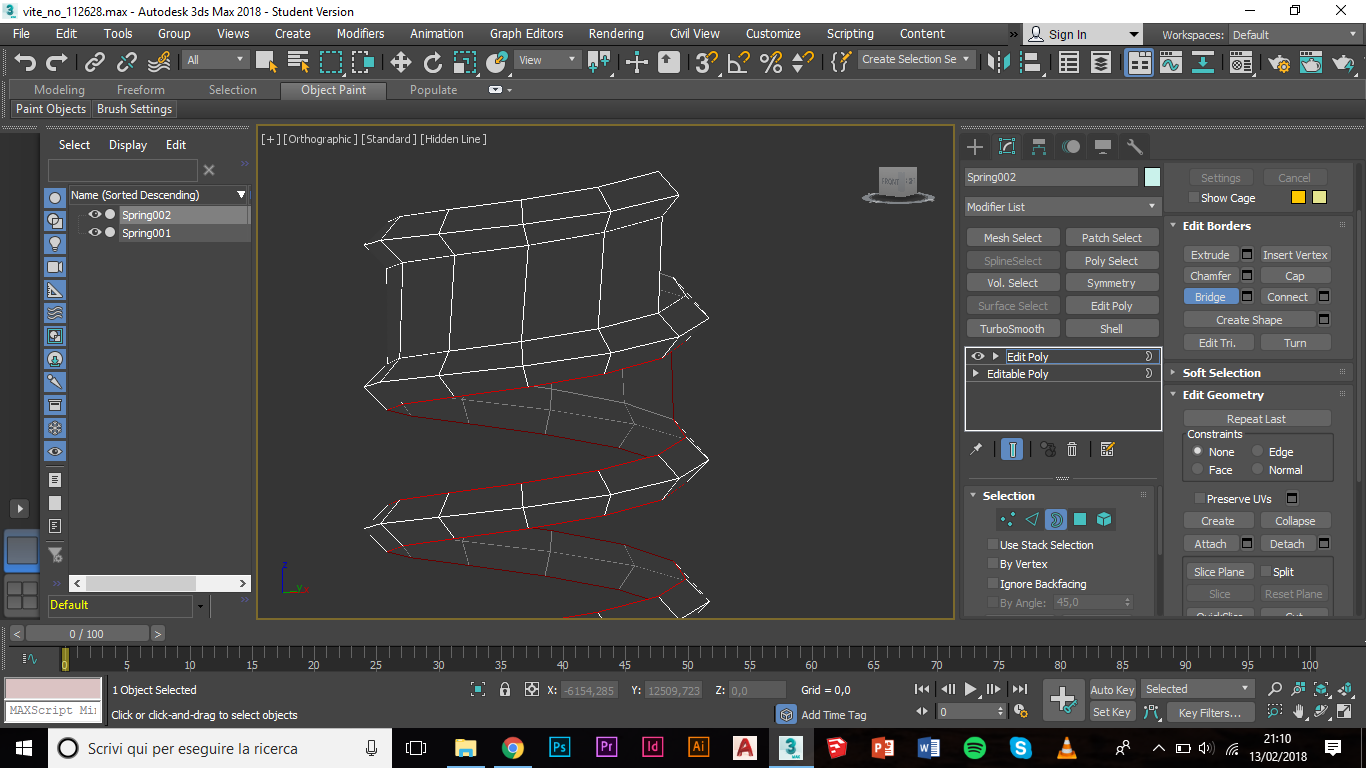 vite_no_112628.max - Autodesk 3ds Max 2018 - Student Version
File Edit Tools Group Views Create Modifiers Animation Graph Editors Rendering Civil View Customize Scripting Content » Sign In Workspaces: Default
All View Create Selection Se
Modeling Freeform Selection Object Paint Populate
Paint Objects Brush Settings
Select Display Edit
Name (Sorted Descending)
Spring002
Spring001
Default
[+] [Orthographic] [Standard] [Hidden Line]
FRONT
z
y
Spring002
Modifier List
Mesh Select Patch Select
SplineSelect Poly Select
Vol. Select Symmetry
Surface Select Edit Poly
TurboSmooth Shell
Edit Poly
Editable Poly
Selection
Use Stack Selection
By Vertex
Ignore Backfacing
By Angle: 45,0
Settings Cancel
Show Cage
Edit Borders
Extrude Insert Vertex
Chamfer Cap
Bridge Connect
Create Shape
Edit Tri. Turn
Soft Selection
Edit Geometry
Repeat Last
Constraints
None Edge
Face Normal
Preserve UVs
Create Collapse
Attach Detach
Slice Plane Split
Slice Reset Plane
QuickSlice Cut
< 0 / 100 >
0 5 10 15 20 25 30 35 40 45 50 55 60 65 70 75 80 85 90 95 100
1 Object Selected X: -6154,285 Y: 12509,723 Z: 0,0 Grid = 0,0 Auto Key Selected
MAXScript Mi
Click or click-and-drag to select objects Add Time Tag 0 Set Key Key Filters...
Scrivi qui per eseguire la ricerca
Ps Pr Id Ai A 3 MAX P W S
21:10
13/02/2018